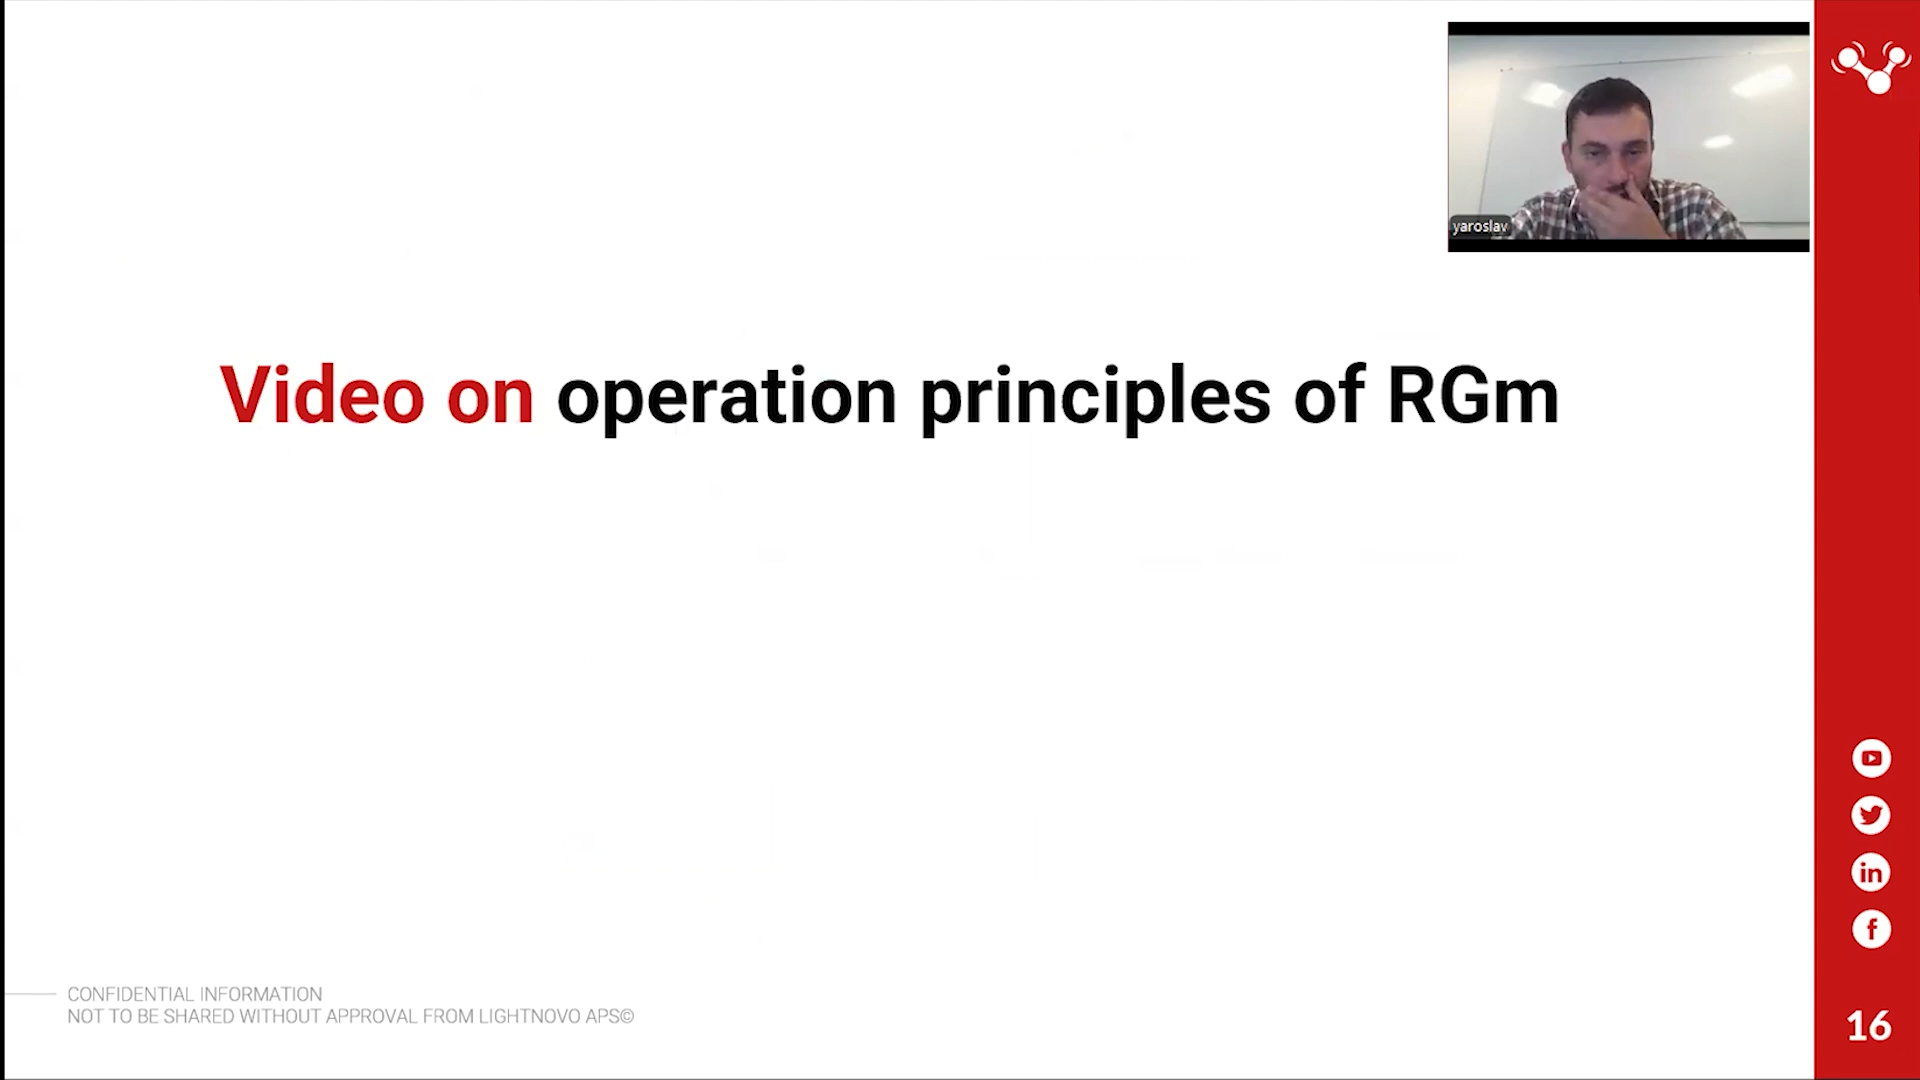 yaroslav
Video on operation principles of RGm
in
f
CONFIDENTIAL INFORMATION
NOT TO BE SHARED WITHOUT APPROVAL FROM LIGHTNOVO APS©
16